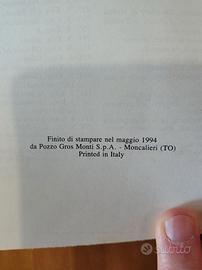 Finito di stampare nel maggio 1994
da Pozzo Gros Monti S.p.A. - Moncalieri (TO)
Printed in Italy
subito